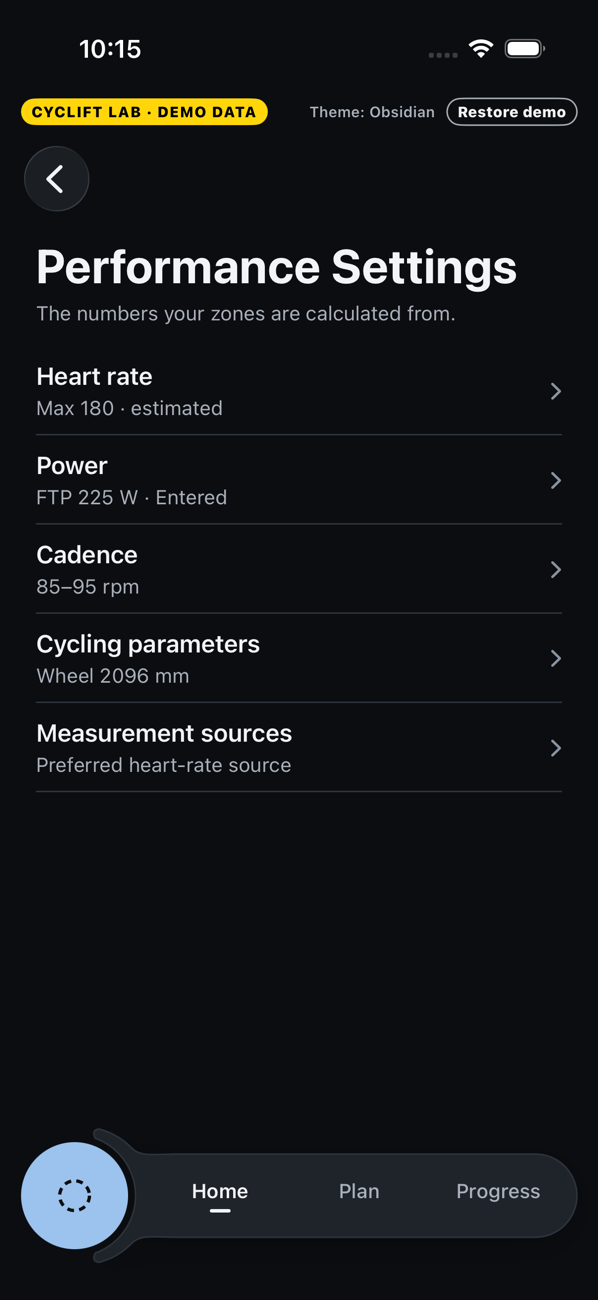 10:15
CYCLIFT LAB · DEMO DATA
Theme: Obsidian
Restore demo
Performance Settings
The numbers your zones are calculated from.
Heart rate
Max 180 · estimated
Power
FTP 225 W · Entered
Cadence
85–95 rpm
Cycling parameters
Wheel 2096 mm
Measurement sources
Preferred heart-rate source
Home
Plan
Progress